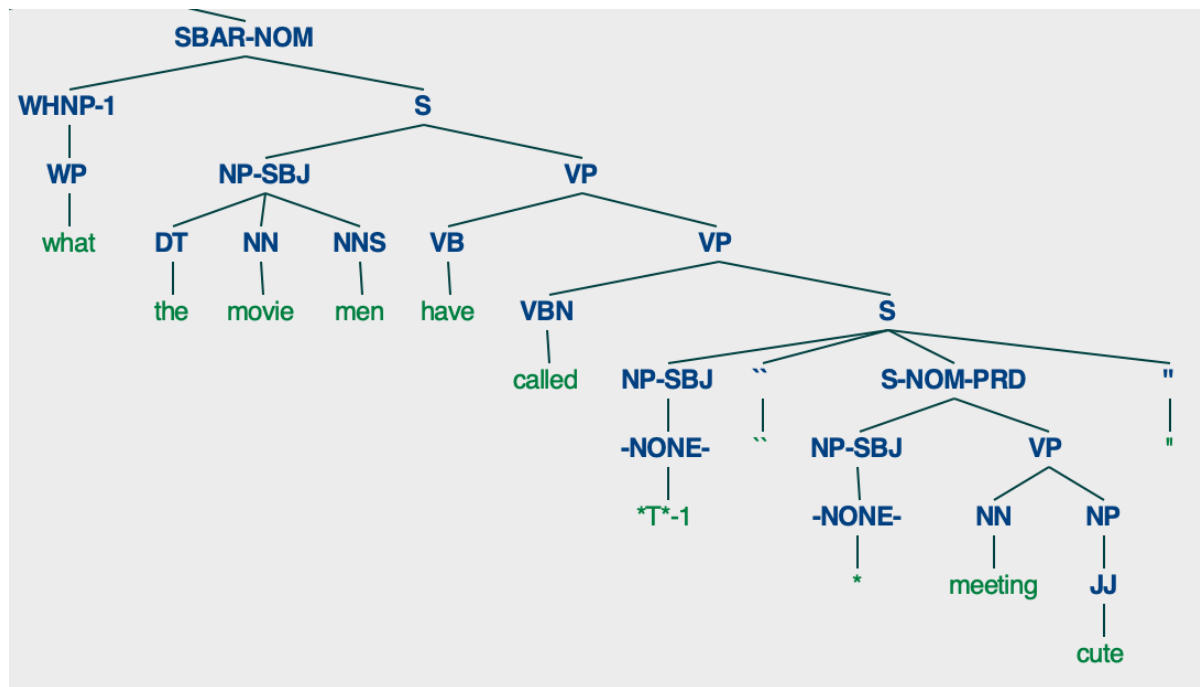 SBAR-NOM
WHNP-1 S
WP NP-SBJ VP
what DT NN NNS VB VP
the movie men have VBN S
called NP-SBJ `` S-NOM-PRD "
-NONE- `` NP-SBJ VP "
*T*-1 -NONE- NN NP
* meeting JJ
cute